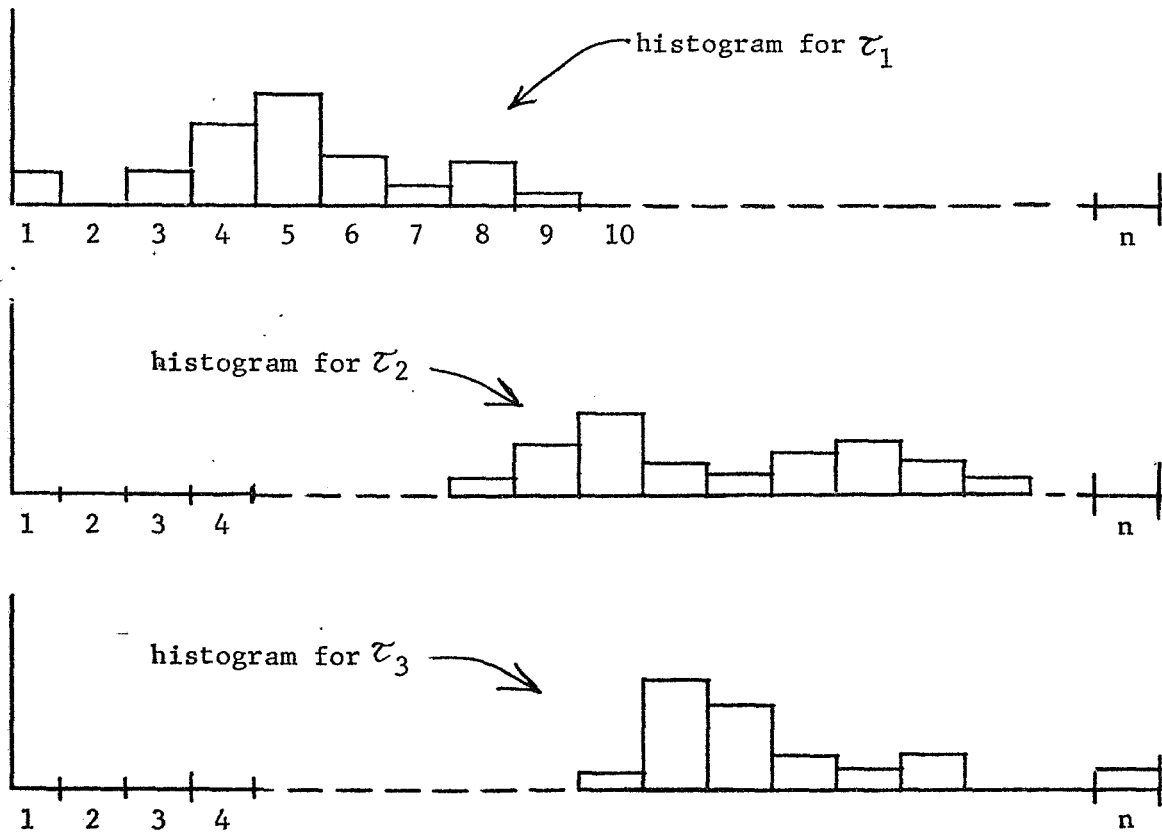 histogram for τ₁
1 2 3 4 5 6 7 8 9 10 n
histogram for τ₂
1 2 3 4 n
histogram for τ₃
1 2 3 4 n